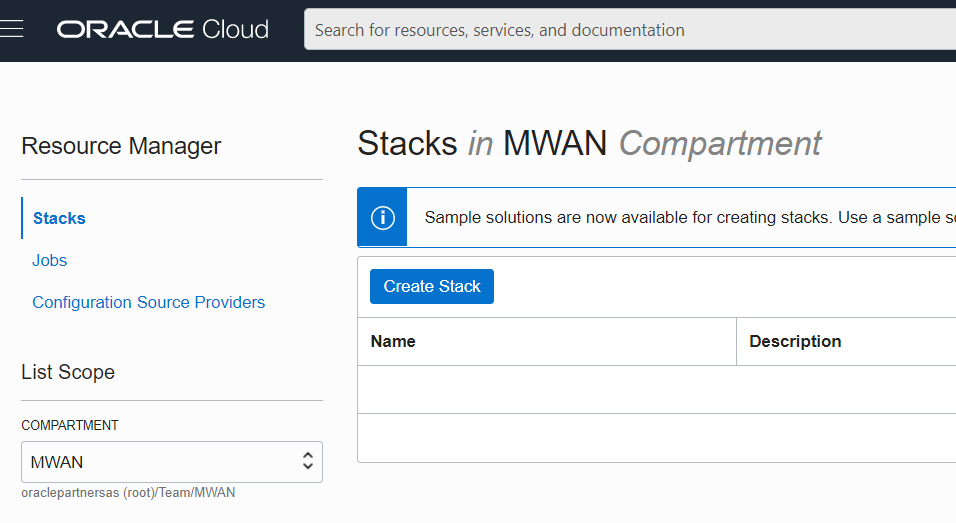 ORACLE Cloud
Search for resources, services, and documentation
Resource Manager
Stacks
Jobs
Configuration Source Providers
List Scope
COMPARTMENT
MWAN
oraclepartnersas (root)/Team/MWAN
Stacks in MWAN Compartment
Sample solutions are now available for creating stacks. Use a sample
Create Stack
Name Description